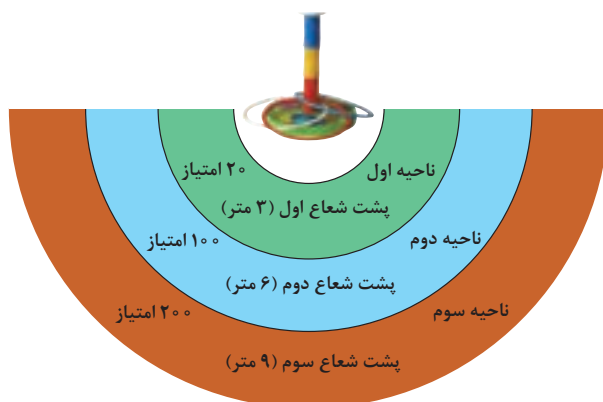 ناحیه اول
۲۰ امتیاز
پشت شعاع اول (۳ متر)
ناحیه دوم
۱۰۰ امتیاز
پشت شعاع دوم (۶ متر)
ناحیه سوم
۲۰۰ امتیاز
پشت شعاع سوم (۹ متر)